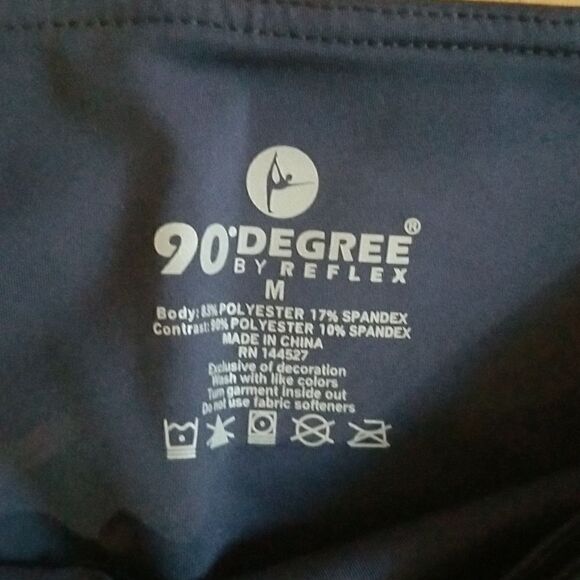 90° DEGREE®
BY REFLEX
M
Body: 83% POLYESTER 17% SPANDEX
Contrast: 90% POLYESTER 10% SPANDEX
MADE IN CHINA
RN 144527
Exclusive of decoration
Wash with like colors
Turn garment inside out
Do not use fabric softeners